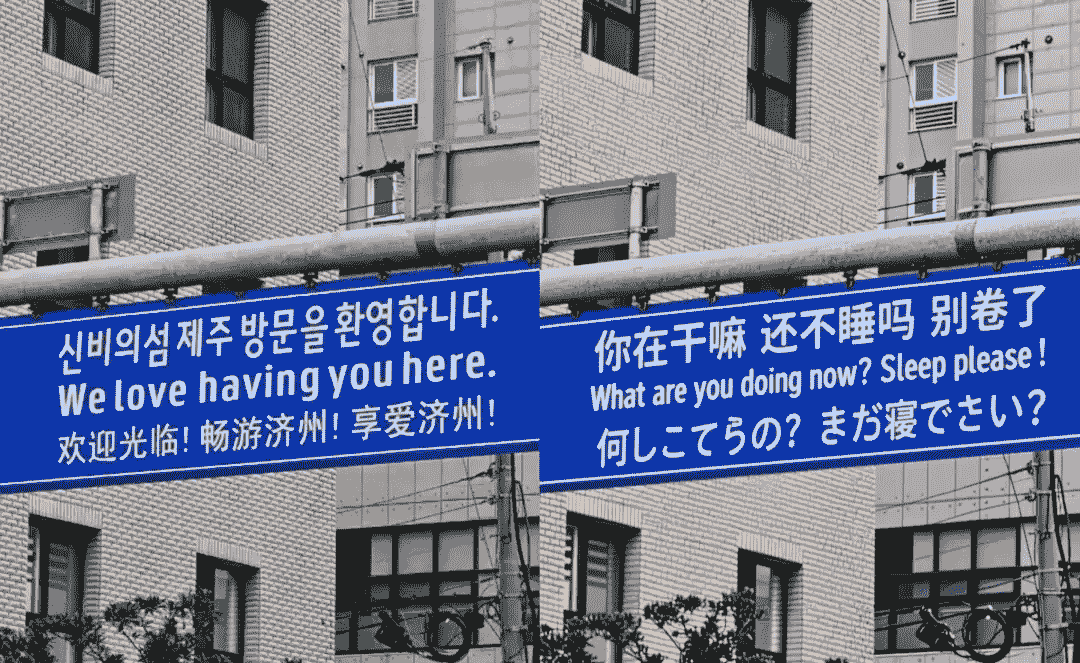 신비의섬 제주 방문을 환영합니다.
We love having you here.
欢迎光临! 畅游济州! 享爱济州!
你在干嘛 还不睡吗 别卷了
What are you doing now? Sleep please!
何しこてらの? まだ寝でさい?